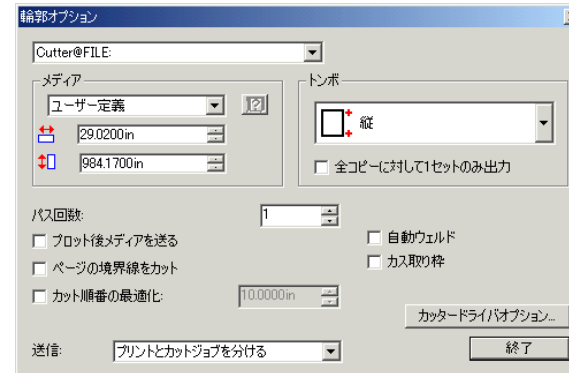 輪郭オプション
Cutter@FILE:
メディア
ユーザー定義
29.0200in
984.1700in
トンボ
縦
全コピーに対して1セットのみ出力
パス回数:
1
プロット後メディアを送る
ページの境界線をカット
カット順番の最適化:
10.0000in
自動ウェルド
カス取り枠
カッタードライバオプション...
送信:
プリントとカットジョブを分ける
終了